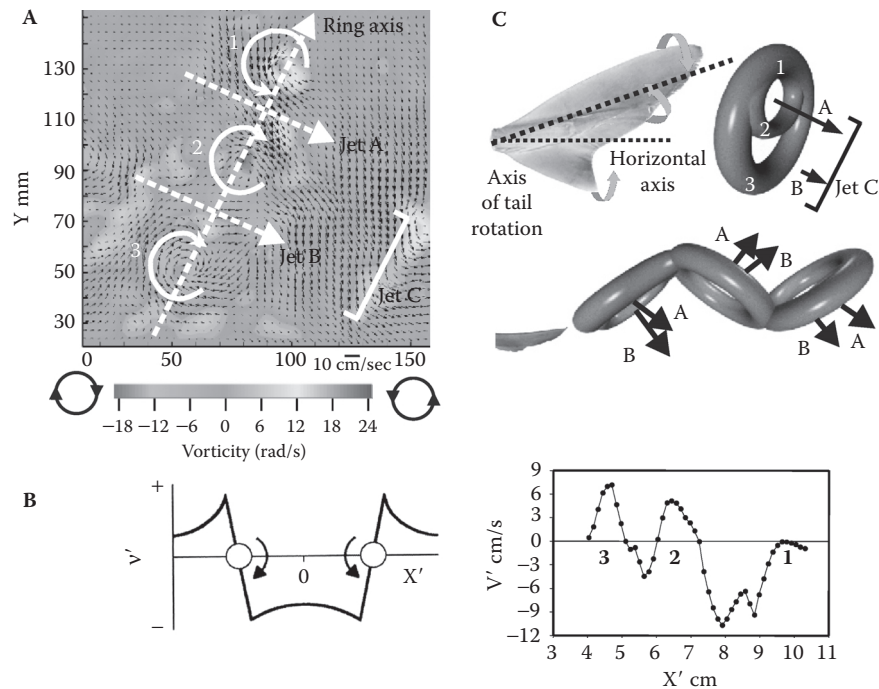 A
Ring axis
1
130
110
2
Jet A
90
Y mm
70
3
Jet B
50
Jet C
30
0 50 100 150
10 cm/sec
−18 −12 −6 0 6 12 18 24
Vorticity (rad/s)
C
1
A
2
3
B
Jet C
Axis of tail rotation
Horizontal axis
A
B
A
B
B
A
B
+
v′
0
X′
−
9
6
3
0
−3
−6
−9
−12
V′ cm/s
3 2 1
3 4 5 6 7 8 9 10 11
X′ cm